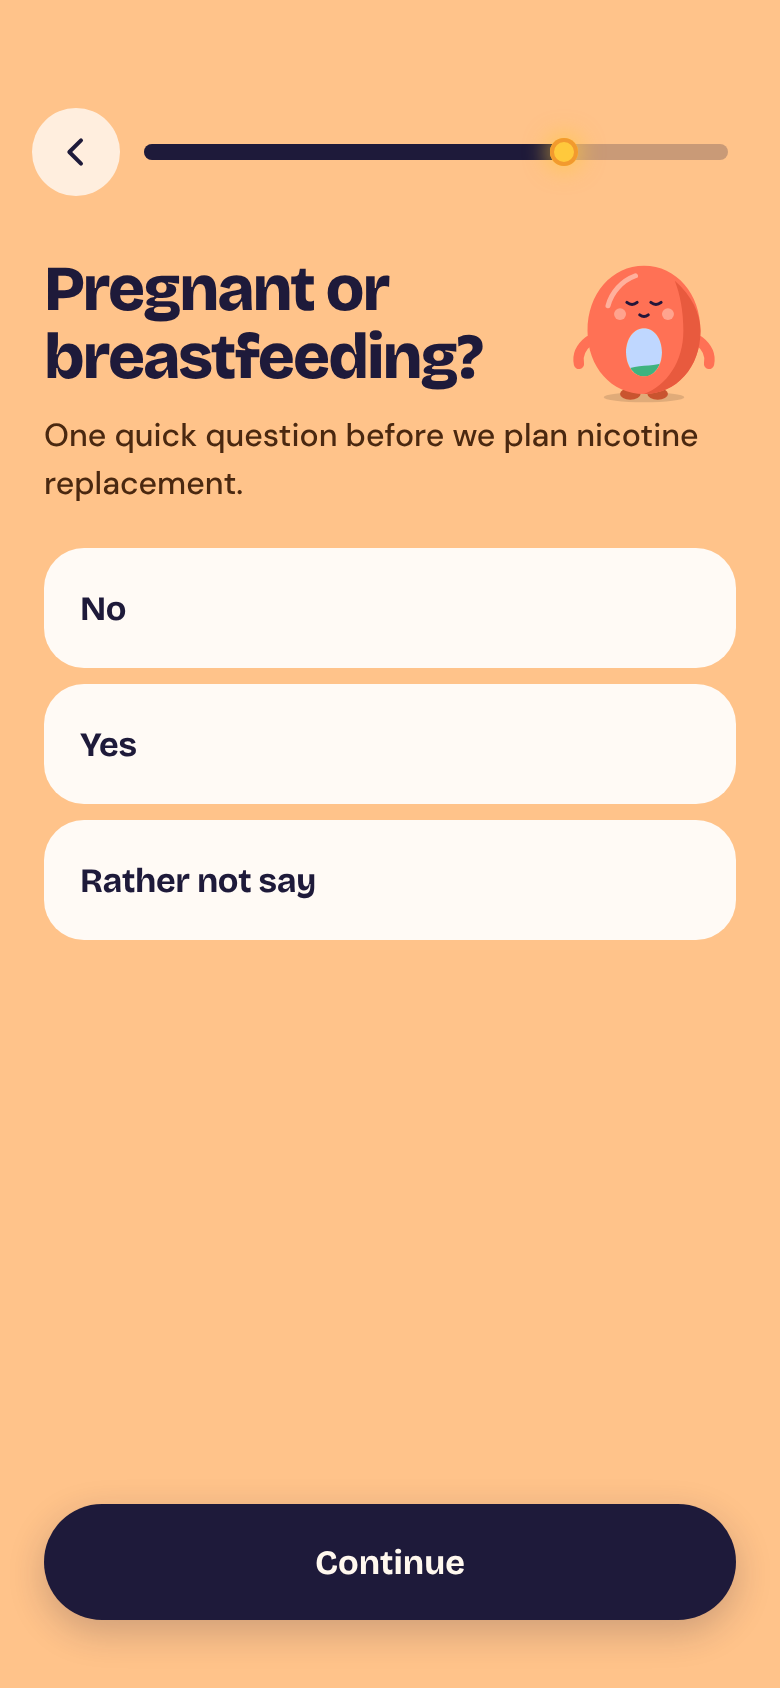 Pregnant or
breastfeeding?
One quick question before we plan nicotine
replacement.
No
Yes
Rather not say
Continue